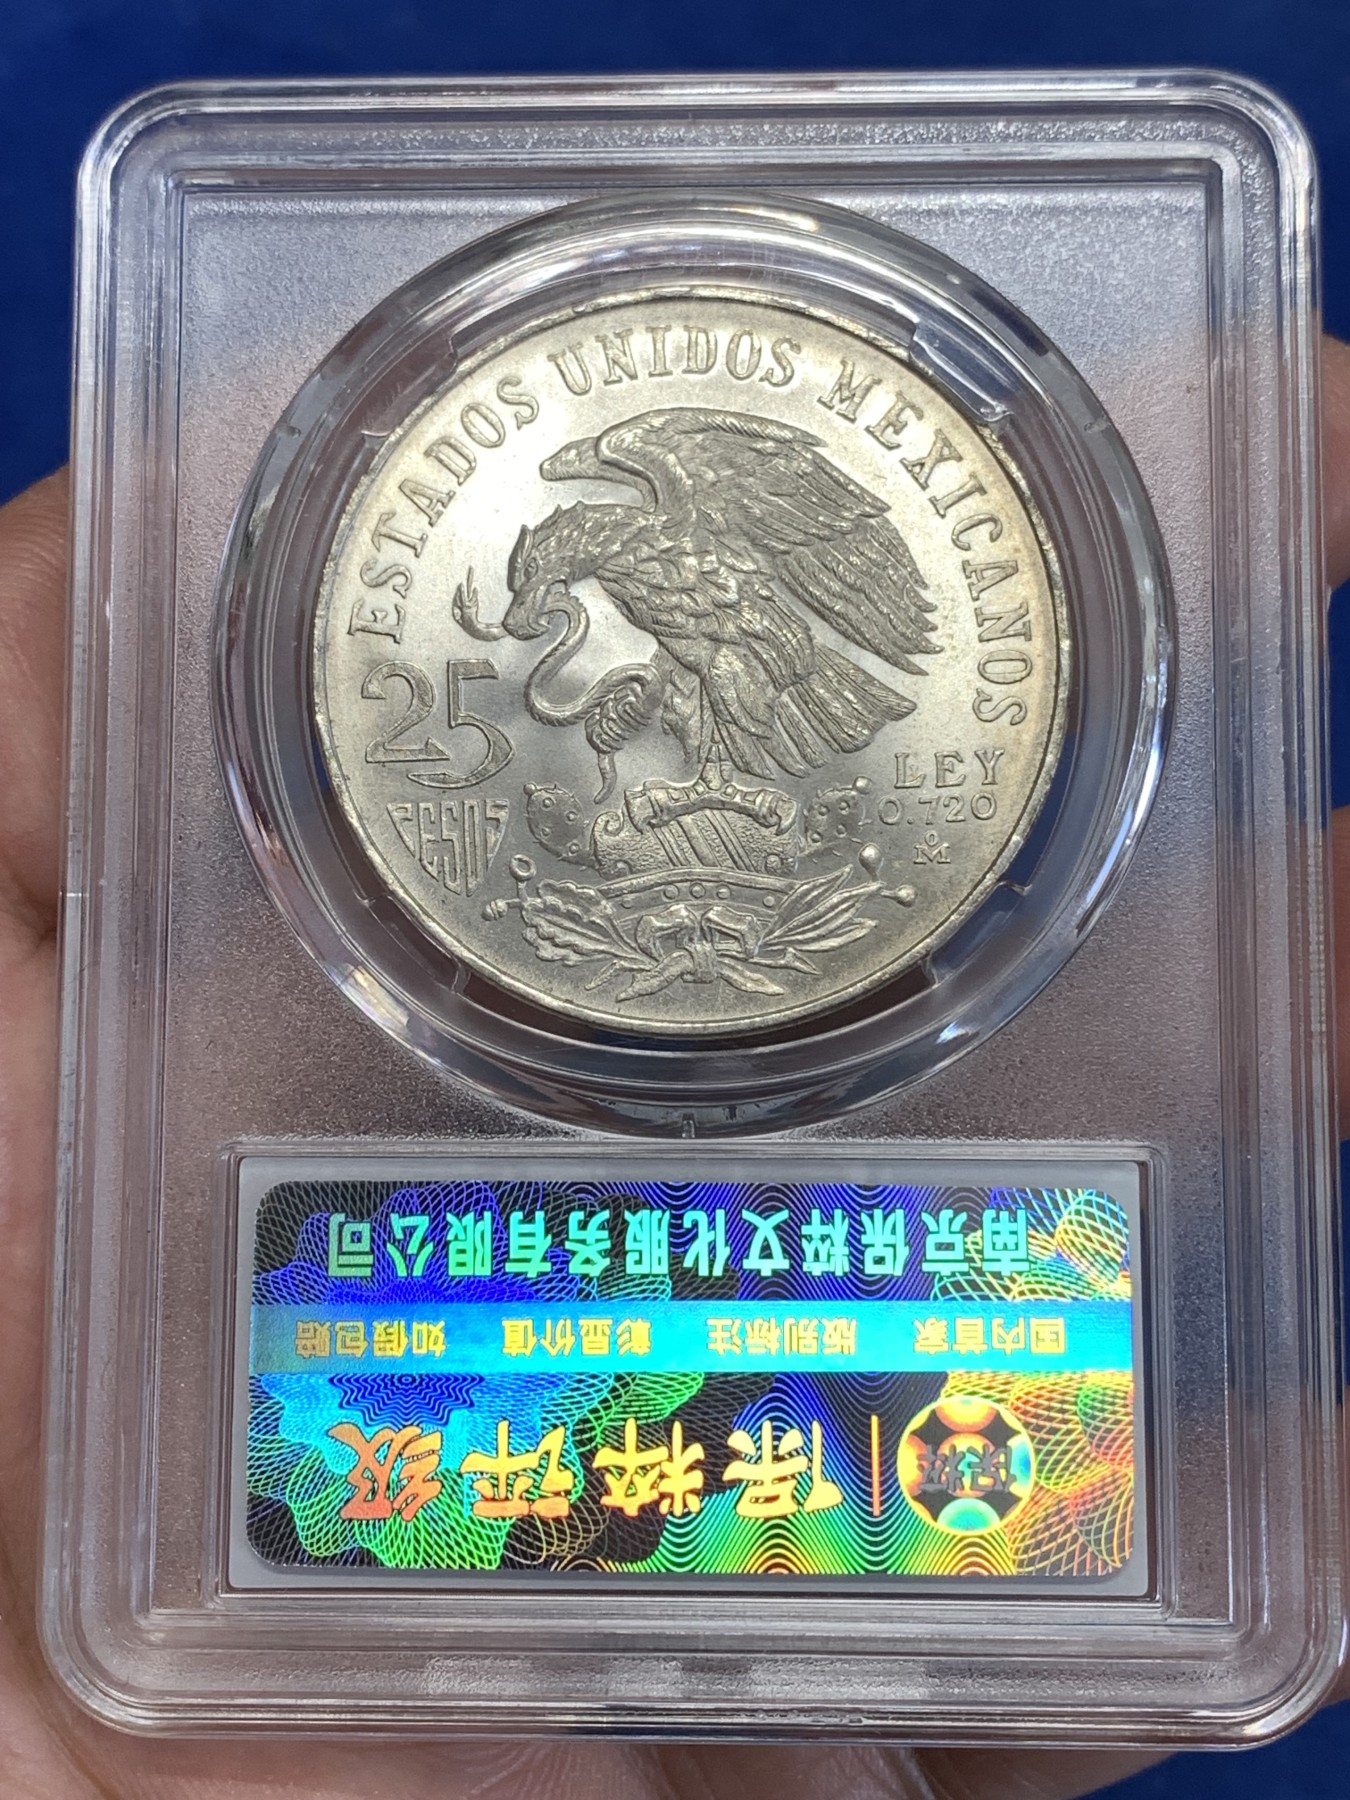 ESTADOS UNIDOS MEXICANOS
25
PESOS
LEY
0.720
Mo
南京保粹文化服务有限公司
国内首家 版别标注 彰显价值 如假包赔
保粹 | 保粹评级